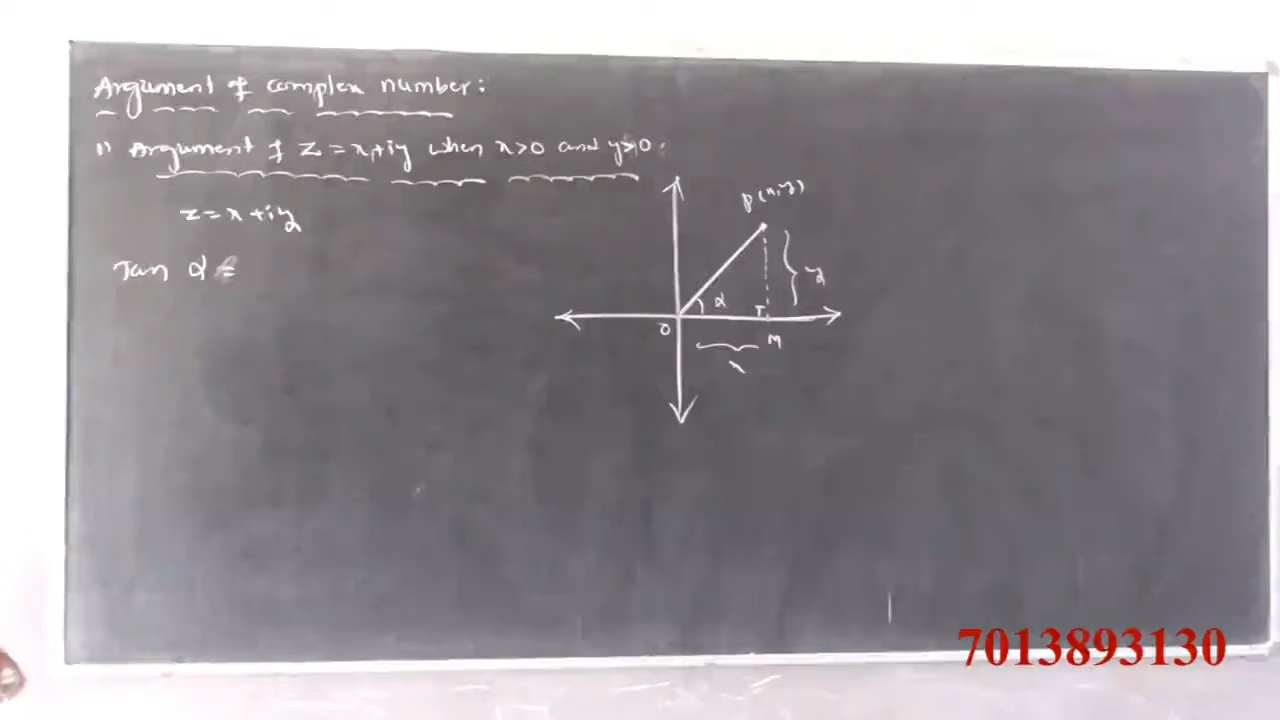 Argument of complex number:
1) Argument of z = x+iy when x>0 and y>0.
z = x + iy
Tan α =
P(x,y)
y
α
O
M
x
7013893130